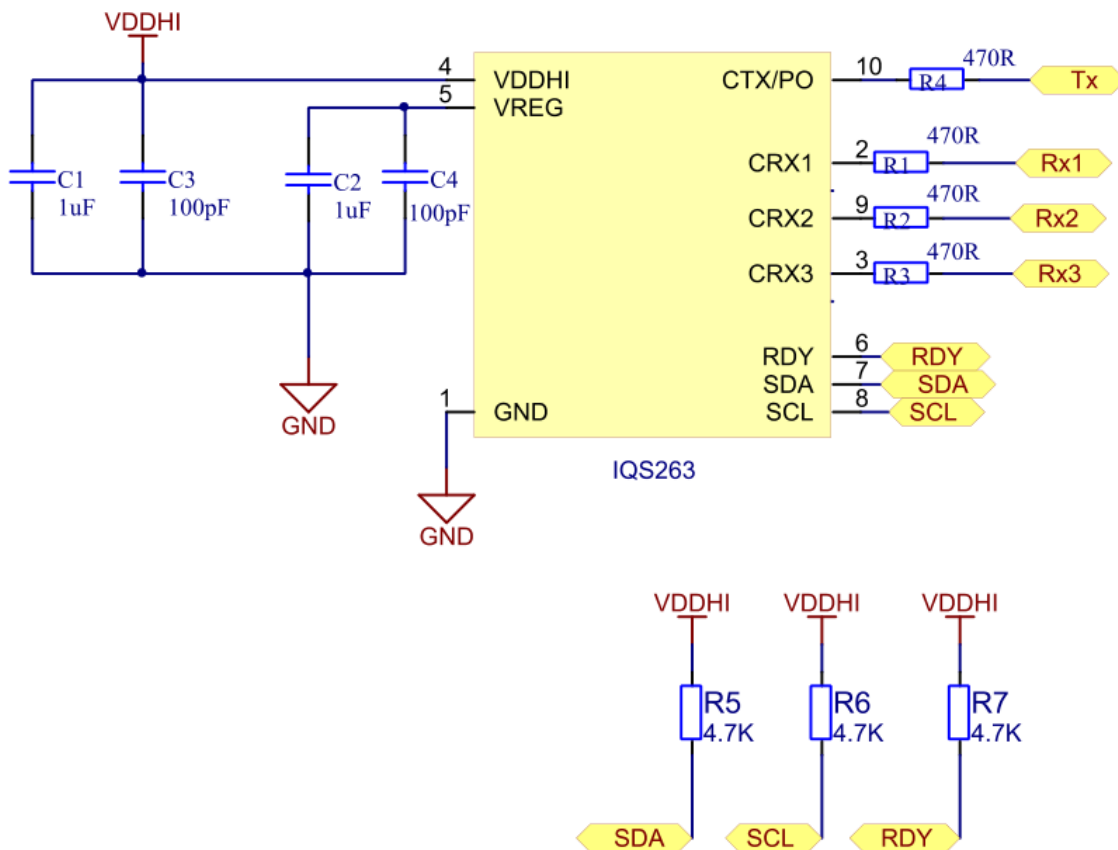 VDDHI
4
VDDHI
5
VREG
C1
1uF
C3
100pF
C2
1uF
C4
100pF
CTX/PO
10
R4
470R
Tx
CRX1
2
R1
470R
Rx1
CRX2
9
R2
470R
Rx2
CRX3
3
R3
470R
Rx3
RDY
6
RDY
SDA
7
SDA
SCL
8
SCL
GND
1
GND
GND
IQS263
VDDHI
VDDHI
VDDHI
R5
4.7K
R6
4.7K
R7
4.7K
SDA
SCL
RDY